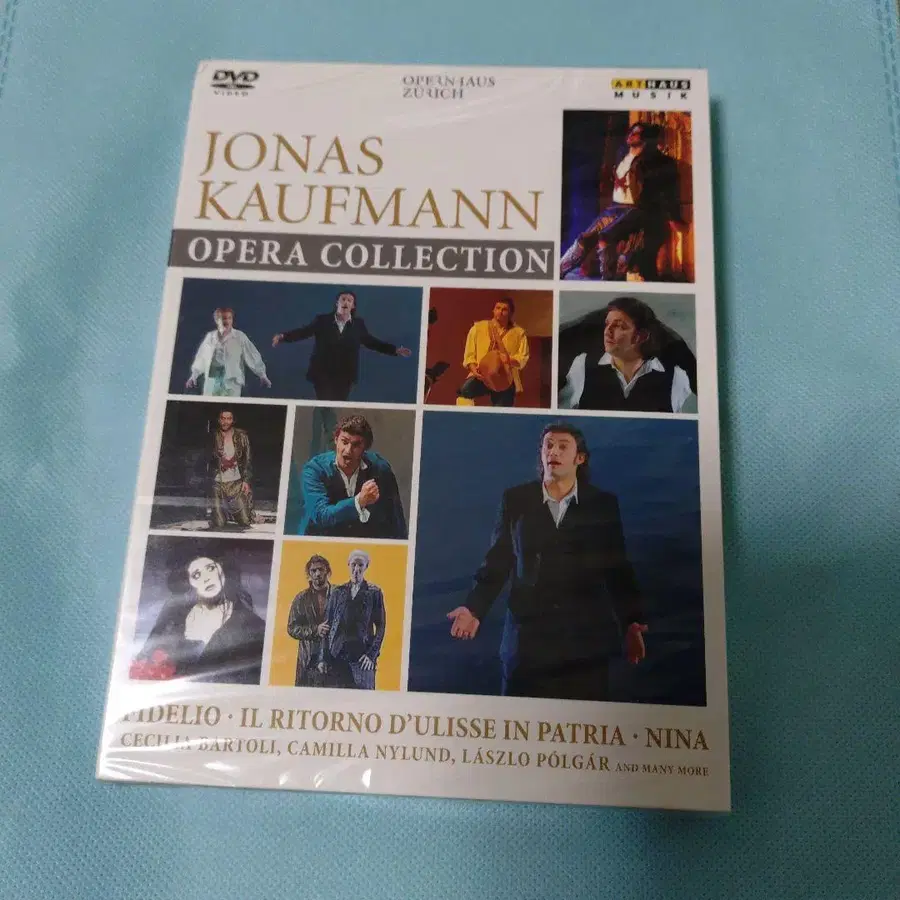 DVD
VIDEO
OPERNHAUS
ZÜRICH
ARTHAUS
MUSIK
JONAS
KAUFMANN
OPERA COLLECTION
FIDELIO · IL RITORNO D'ULISSE IN PATRIA · NINA
CECILIA BARTOLI, CAMILLA NYLUND, LÁSZLO PÓLGÁR AND MANY MORE